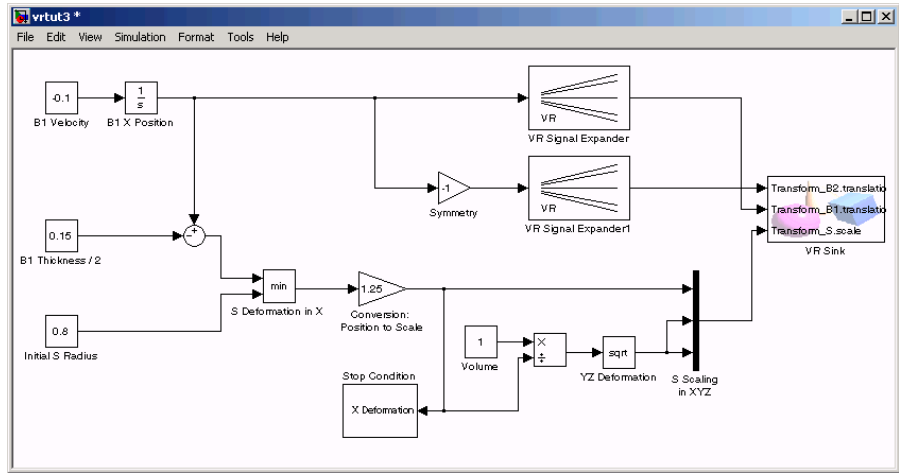 vrtut3 *
File Edit View Simulation Format Tools Help
-0.1
B1 Velocity
1
s
B1 X Position
VR
VR Signal Expander
-1
Symmetry
VR
VR Signal Expander1
Transform_B2.translatio
Transform_B1.translatio
Transform_S.scale
VR Sink
0.15
B1 Thickness / 2
- +
min
S Deformation in X
1.25
Conversion:
Position to Scale
0.8
Initial S Radius
1
Volume
×
÷
sqrt
YZ Deformation
S Scaling
in XYZ
Stop Condition
X Deformation